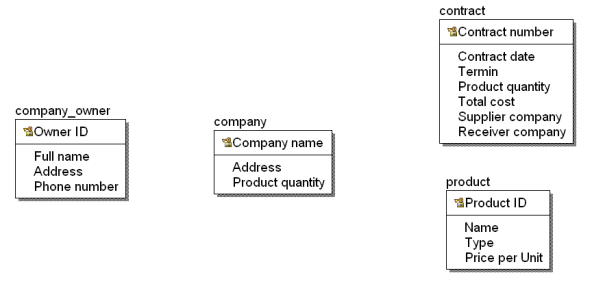 contract
Contract number
Contract date
Termin
Product quantity
Total cost
Supplier company
Receiver company
company_owner
Owner ID
Full name
Address
Phone number
company
Company name
Address
Product quantity
product
Product ID
Name
Type
Price per Unit